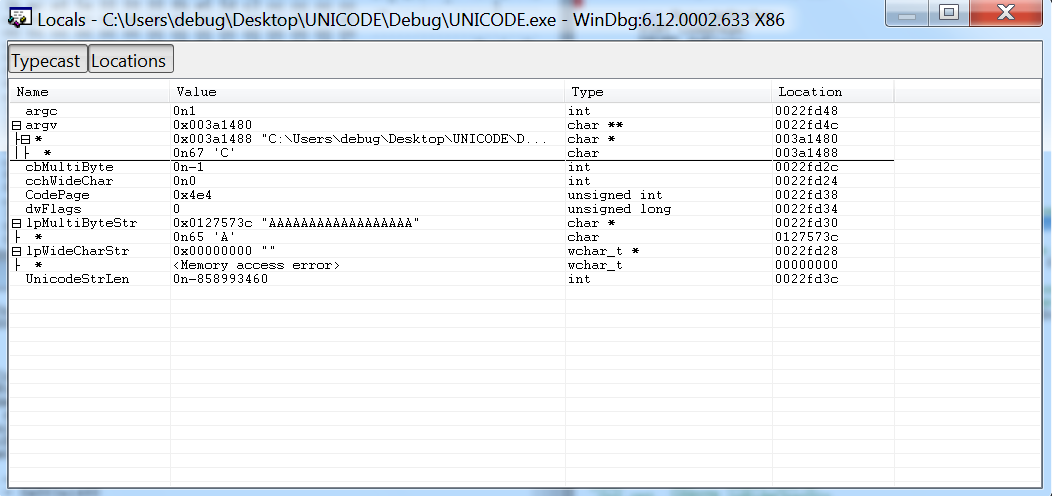 Locals - C:\Users\debug\Desktop\UNICODE\Debug\UNICODE.exe - WinDbg:6.12.0002.633 X86
Typecast Locations
Name Value Type Location
argc 0n1 int 0022fd48
argv 0x003a1480 char ** 0022fd4c
* 0x003a1488 "C:\Users\debug\Desktop\UNICODE\D... char * 003a1480
* 0n67 'C' char 003a1488
cbMultiByte 0n-1 int 0022fd2c
cchWideChar 0n0 int 0022fd24
CodePage 0x4e4 unsigned int 0022fd38
dwFlags 0 unsigned long 0022fd34
lpMultiByteStr 0x0127573c "AAAAAAAAAAAAAAAAAA" char * 0022fd30
* 0n65 'A' char 0127573c
lpWideCharStr 0x00000000 "" wchar_t * 0022fd28
* <Memory access error> wchar_t 00000000
UnicodeStrLen 0n-858993460 int 0022fd3c